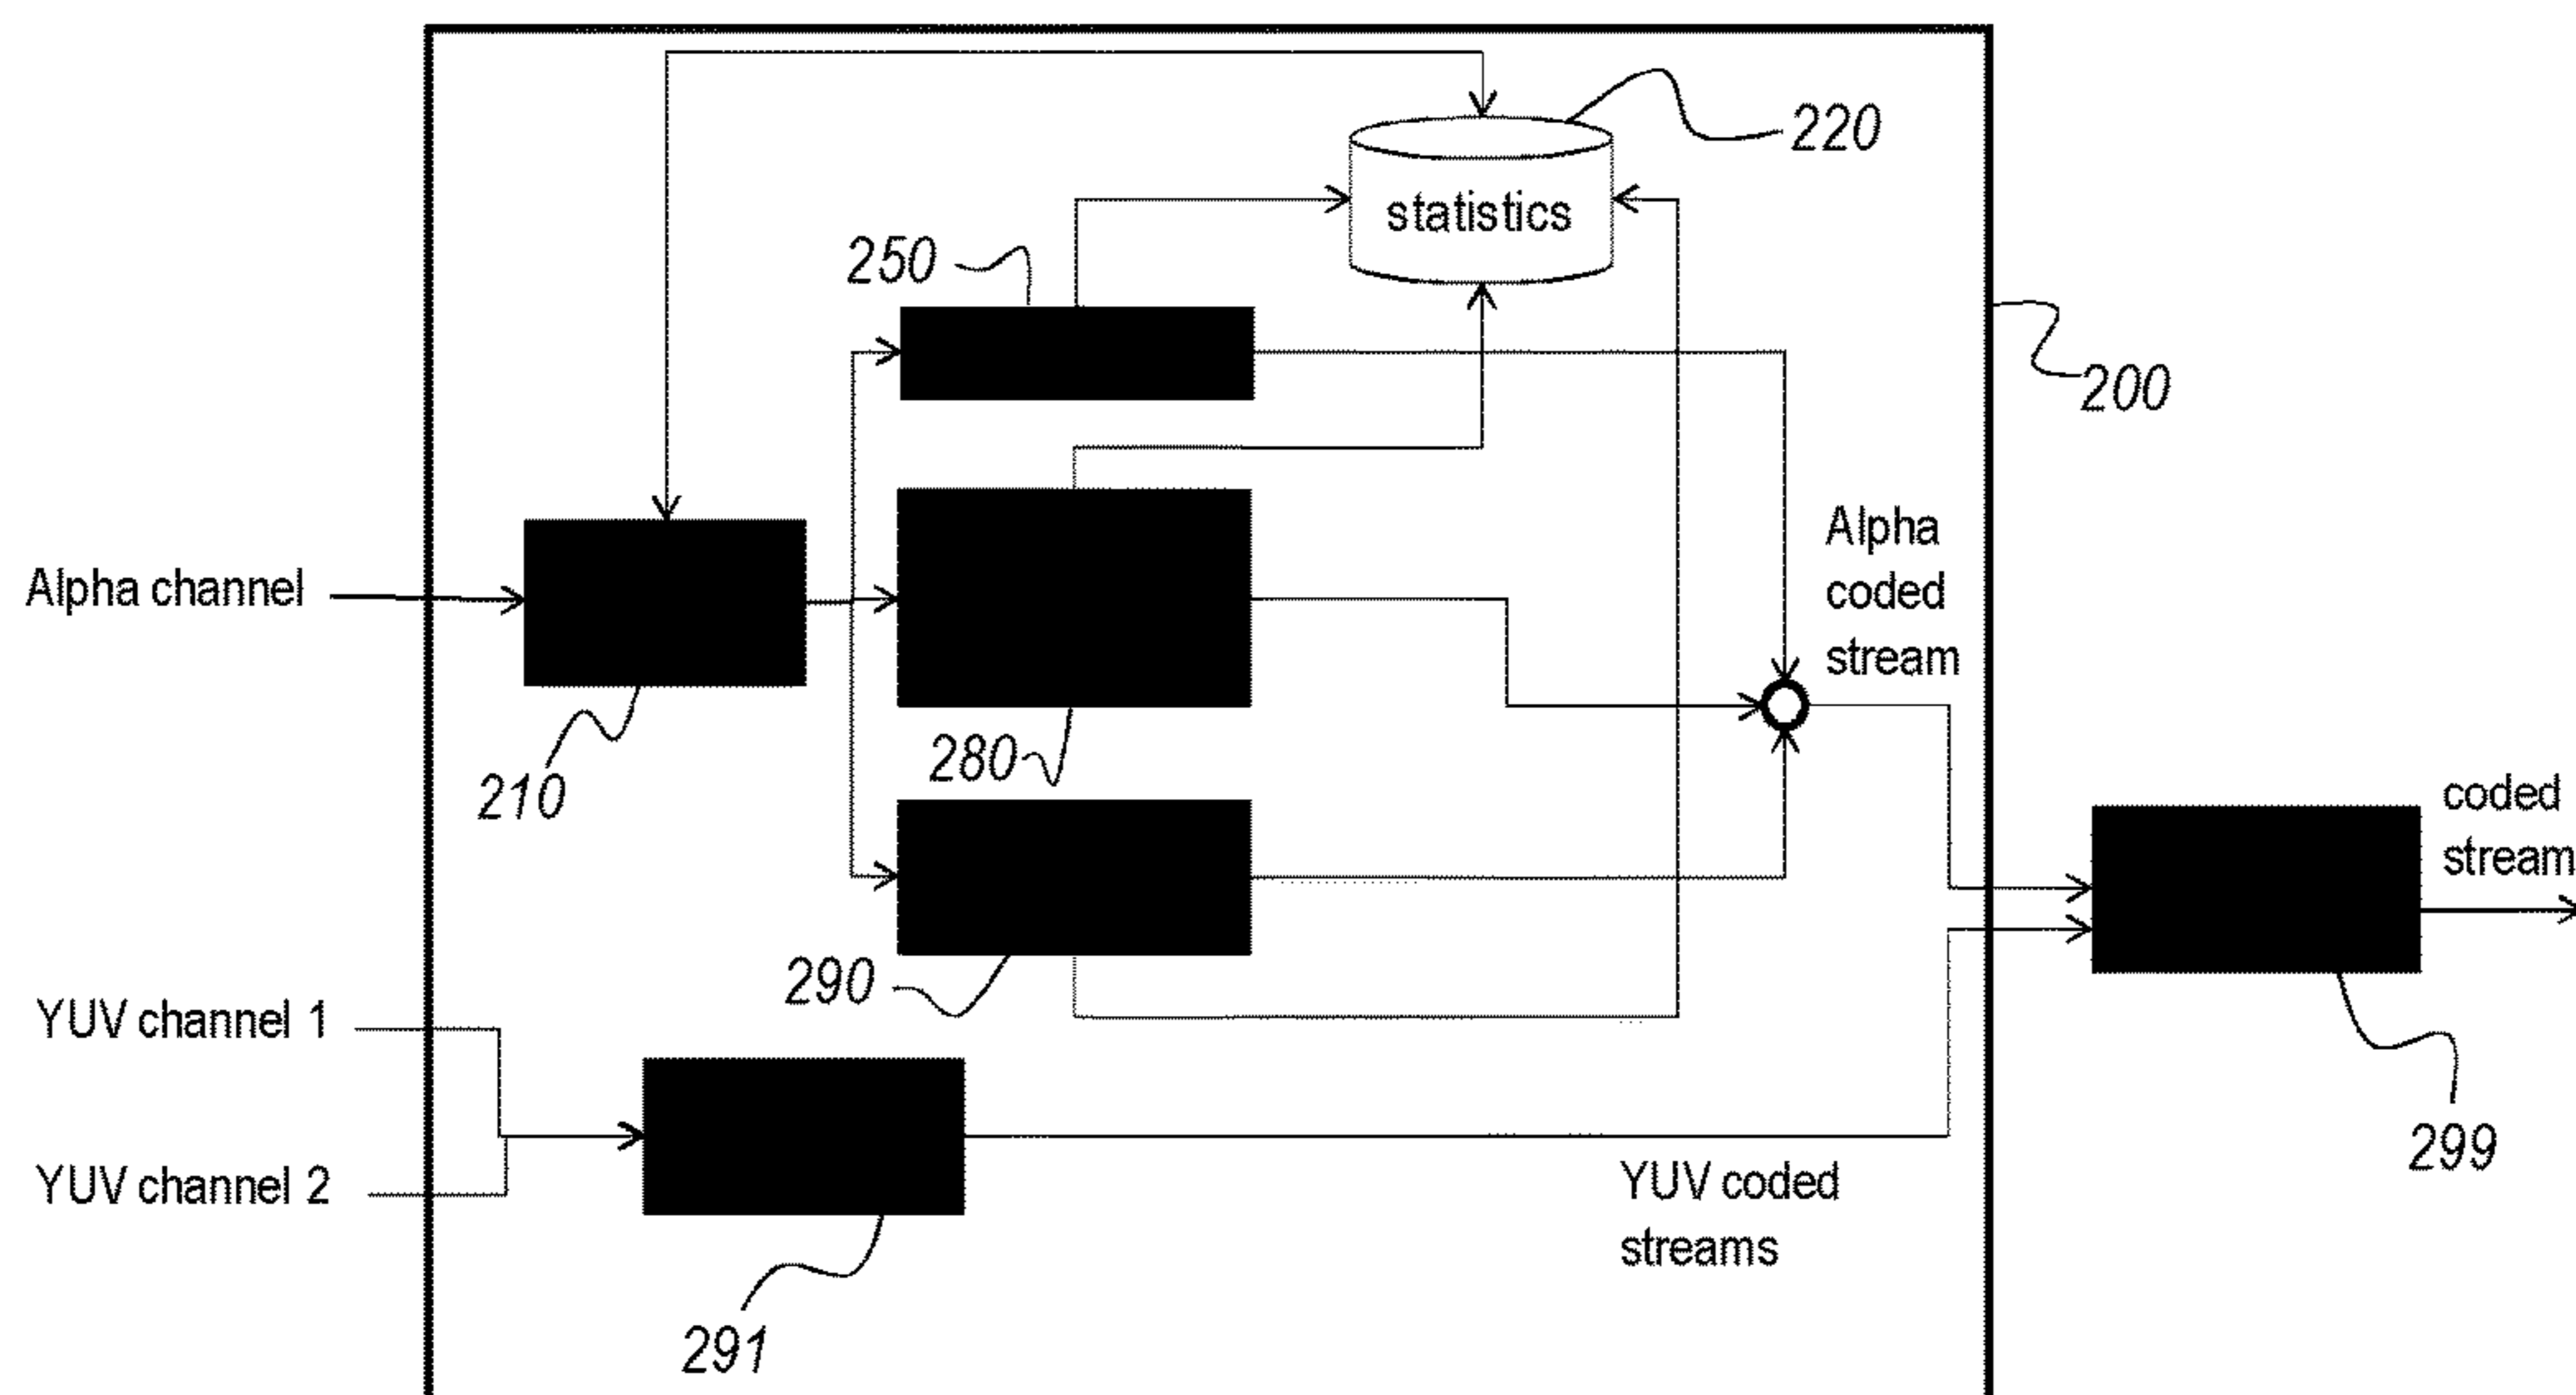 220
statistics
250
200
Alpha
coded
stream
Alpha channel
280
210
coded
stream
290
YUV channel 1
299
YUV channel 2
YUV coded
streams
291